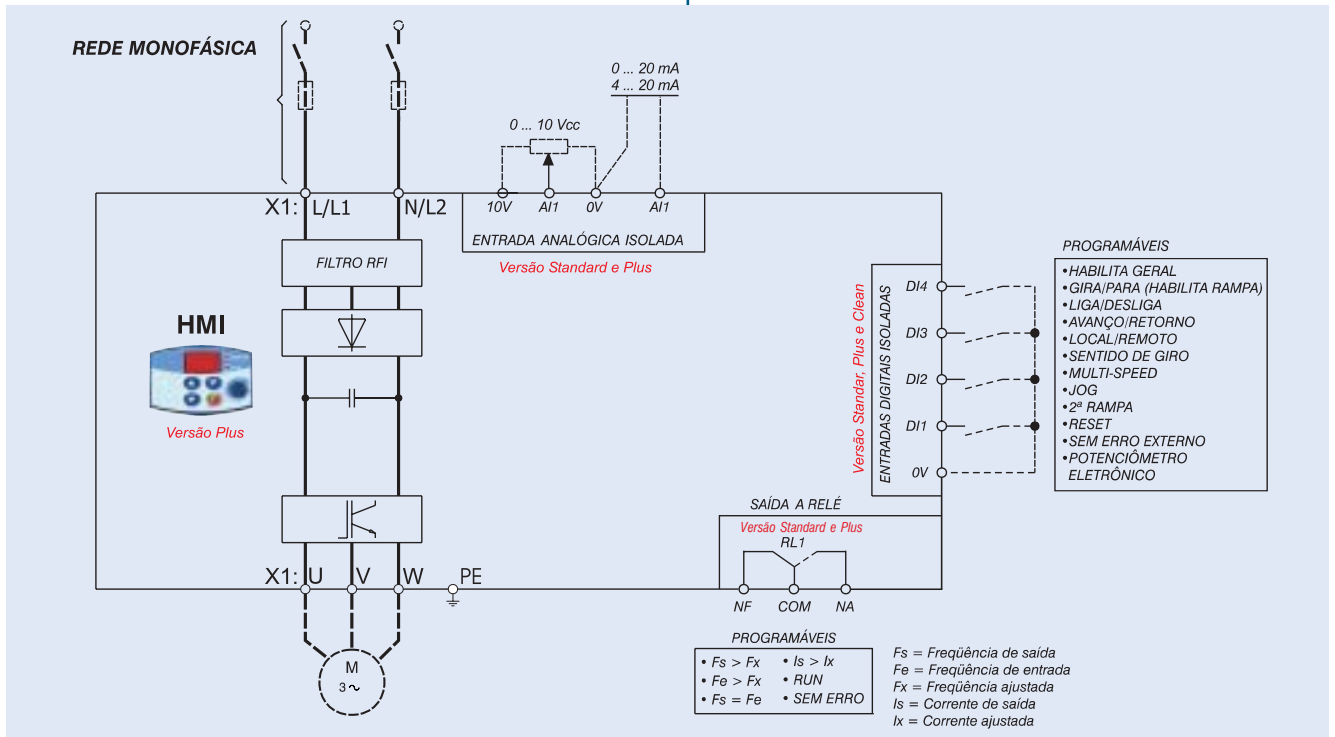 REDE MONOFÁSICA
0 ... 20 mA
4 ... 20 mA
0 ... 10 Vcc
X1: L/L1 N/L2
10V AI1 0V AI1
ENTRADA ANALÓGICA ISOLADA
Versão Standard e Plus
FILTRO RFI
HMI
Versão Plus
Versão Standar, Plus e Clean
ENTRADAS DIGITAIS ISOLADAS
DI4
DI3
DI2
DI1
0V
PROGRAMÁVEIS
•HABILITA GERAL
•GIRA/PARA (HABILITA RAMPA)
•LIGA/DESLIGA
•AVANÇO/RETORNO
•LOCAL/REMOTO
•SENTIDO DE GIRO
•MULTI-SPEED
•JOG
•2ª RAMPA
•RESET
•SEM ERRO EXTERNO
•POTENCIÔMETRO
ELETRÔNICO
SAÍDA A RELÉ
Versão Standard e Plus
RL1
NF COM NA
X1: U V W PE
M
3~
PROGRAMÁVEIS
• Fs > Fx • Is > Ix
• Fe > Fx • RUN
• Fs = Fe • SEM ERRO
Fs = Freqüência de saída
Fe = Freqüência de entrada
Fx = Freqüência ajustada
Is = Corrente de saída
Ix = Corrente ajustada